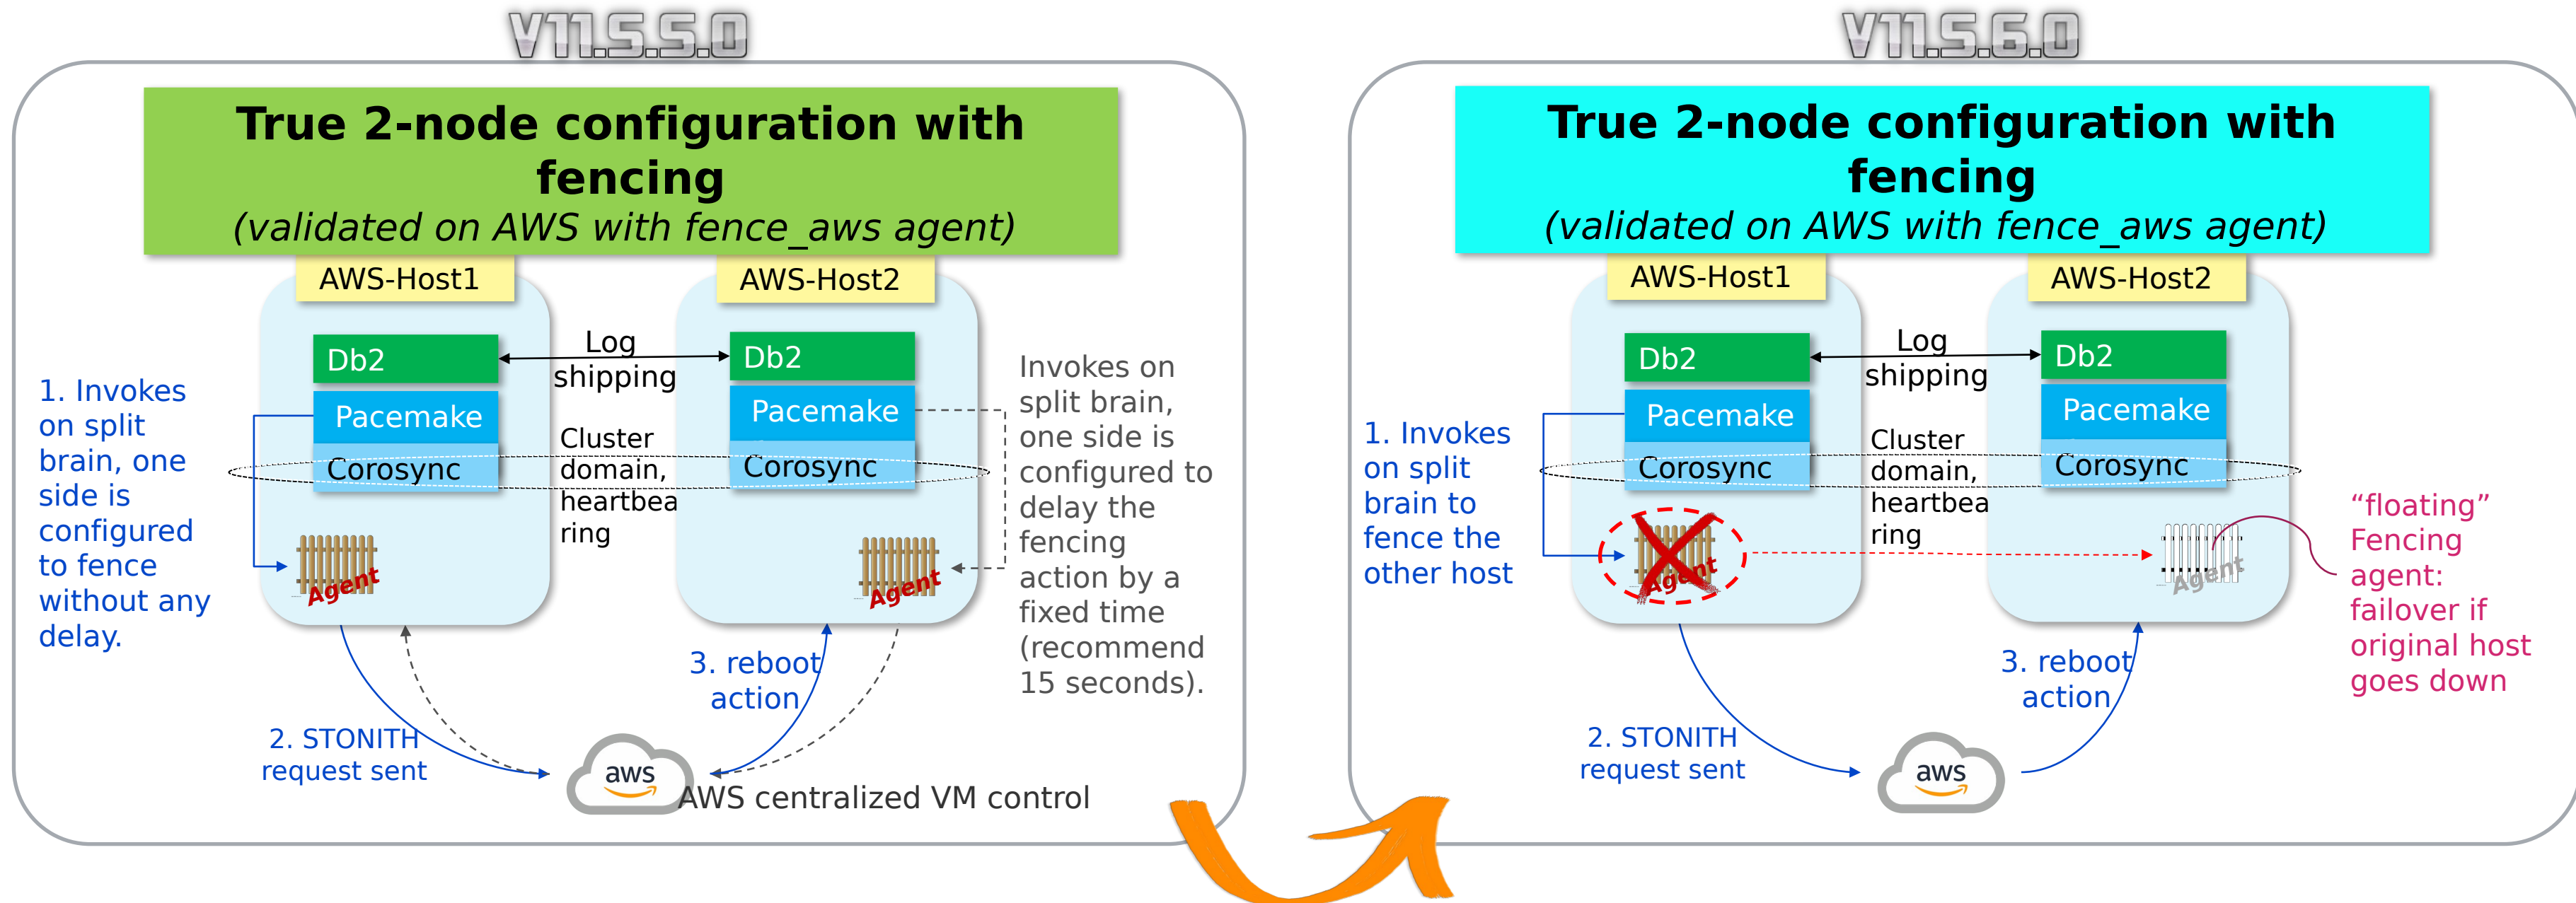 V11.5.5.0
True 2-node configuration with
fencing
(validated on AWS with fence_aws agent)
AWS-Host1
AWS-Host2
Db2
Log
shipping
Db2
Pacemake
Pacemake
Corosync
Cluster
domain,
heartbea
ring
Corosync
1. Invokes
on split
brain, one
side is
configured
to fence
without any
delay.
Agent
Agent
Invokes on
split brain,
one side is
configured to
delay the
fencing
action by a
fixed time
(recommend
15 seconds).
2. STONITH
request sent
3. reboot
action
aws
AWS centralized VM control
V11.5.6.0
True 2-node configuration with
fencing
(validated on AWS with fence_aws agent)
AWS-Host1
AWS-Host2
Db2
Log
shipping
Db2
Pacemake
Pacemake
Corosync
Cluster
domain,
heartbea
ring
Corosync
1. Invokes
on split
brain to
fence the
other host
Agent
Agent
“floating”
Fencing
agent:
failover if
original host
goes down
2. STONITH
request sent
3. reboot
action
aws